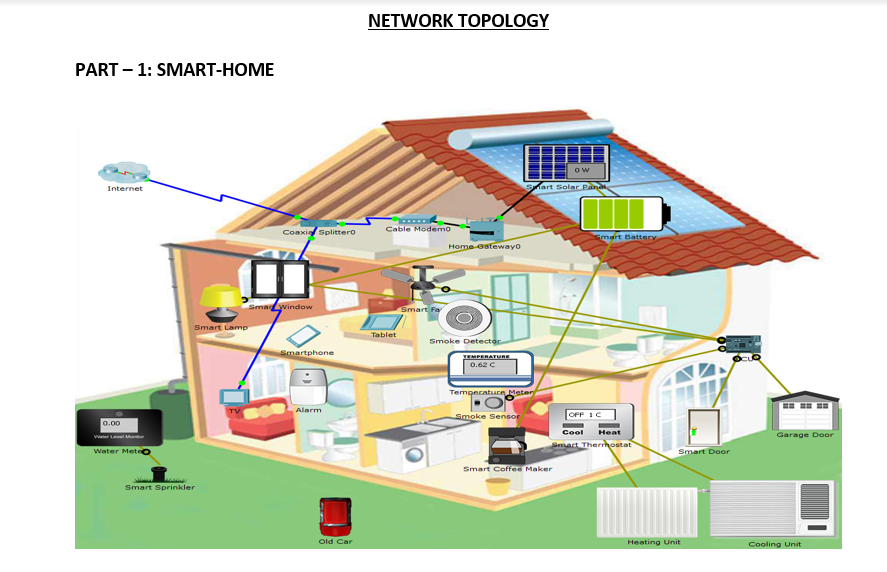 NETWORK TOPOLOGY
PART – 1: SMART-HOME
0 W
Smart Solar Panel
Internet
Coaxial Splitter0
Cable Modem0
Smart Battery
Home Gateway0
Smart Window
Smart Fa
Smart Lamp
Tablet
Smoke Detector
Smartphone
CU
TEMPERATURE
0.62 C
Temperature Meter
TV
Alarm
Smoke Sensor
OFF 1 C
Cool Heat
0.00
Water Level Monitor
Smart Thermostat
Garage Door
Water Meter
Smart Door
Smart Coffee Maker
Smart Sprinkler
Old Car
Heating Unit
Cooling Unit